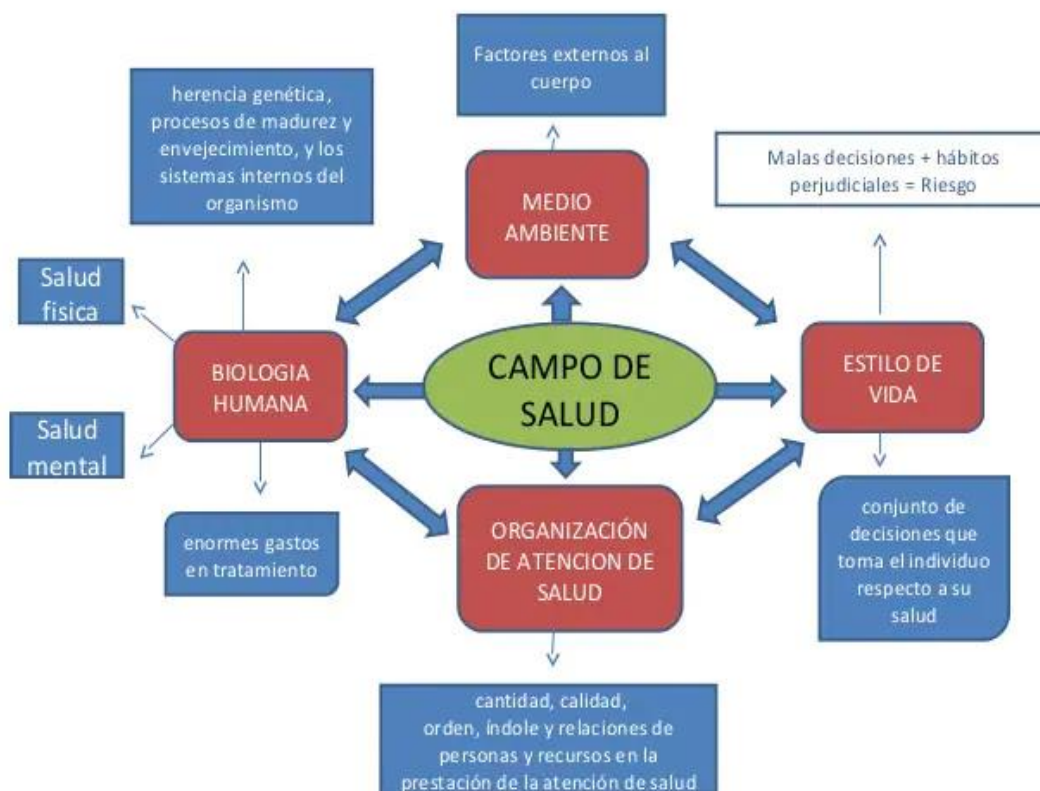 Factores externos al
cuerpo
herencia genética,
procesos de madurez y
envejecimiento, y los
sistemas internos del
organismo
Malas decisiones + hábitos
perjudiciales = Riesgo
MEDIO
AMBIENTE
Salud
fisica
BIOLOGIA
HUMANA
CAMPO DE
SALUD
ESTILO DE
VIDA
Salud
mental
enormes gastos
en tratamiento
ORGANIZACIÓN
DE ATENCION DE
SALUD
conjunto de
decisiones que
toma el individuo
respecto a su
salud
cantidad, calidad,
orden, índole y relaciones de
personas y recursos en la
prestación de la atención de salud